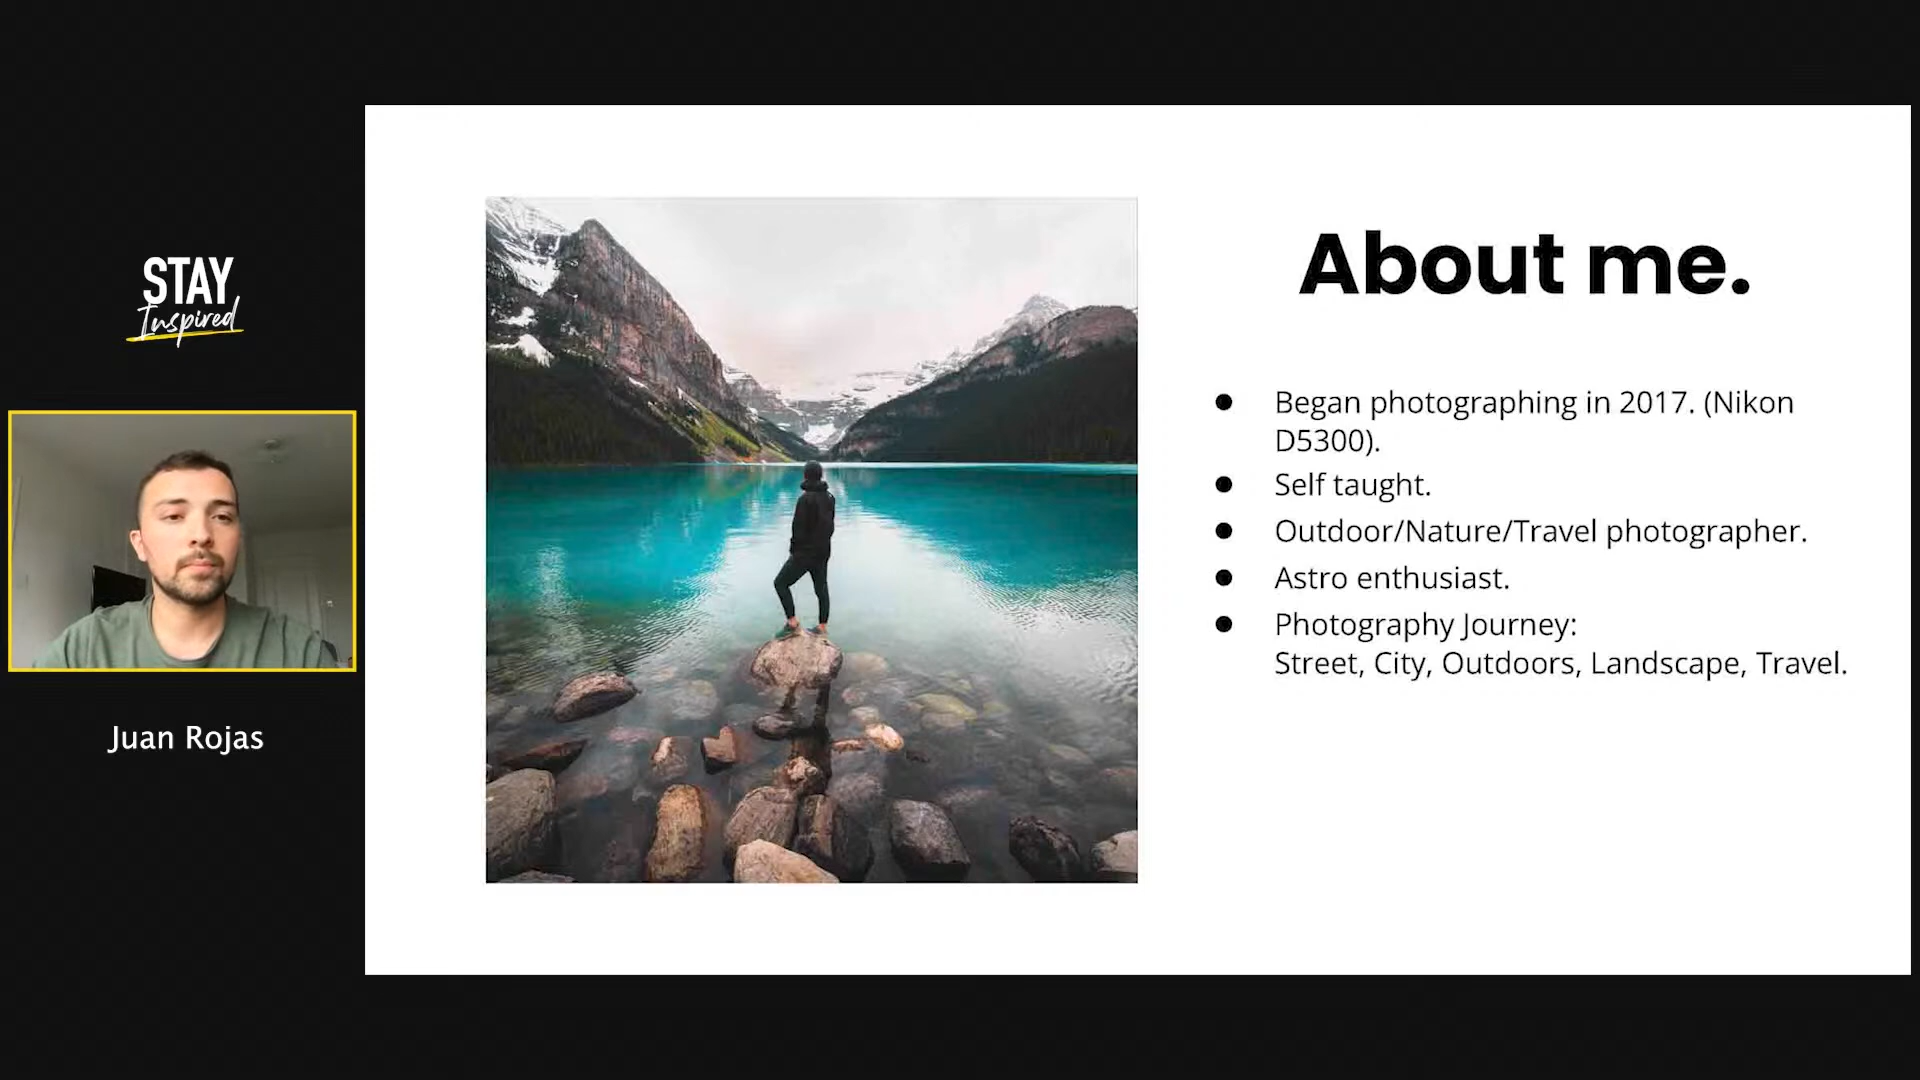 STAY
Inspired
Juan Rojas
About me.
● Began photographing in 2017. (Nikon
D5300).
● Self taught.
● Outdoor/Nature/Travel photographer.
● Astro enthusiast.
● Photography Journey:
Street, City, Outdoors, Landscape, Travel.